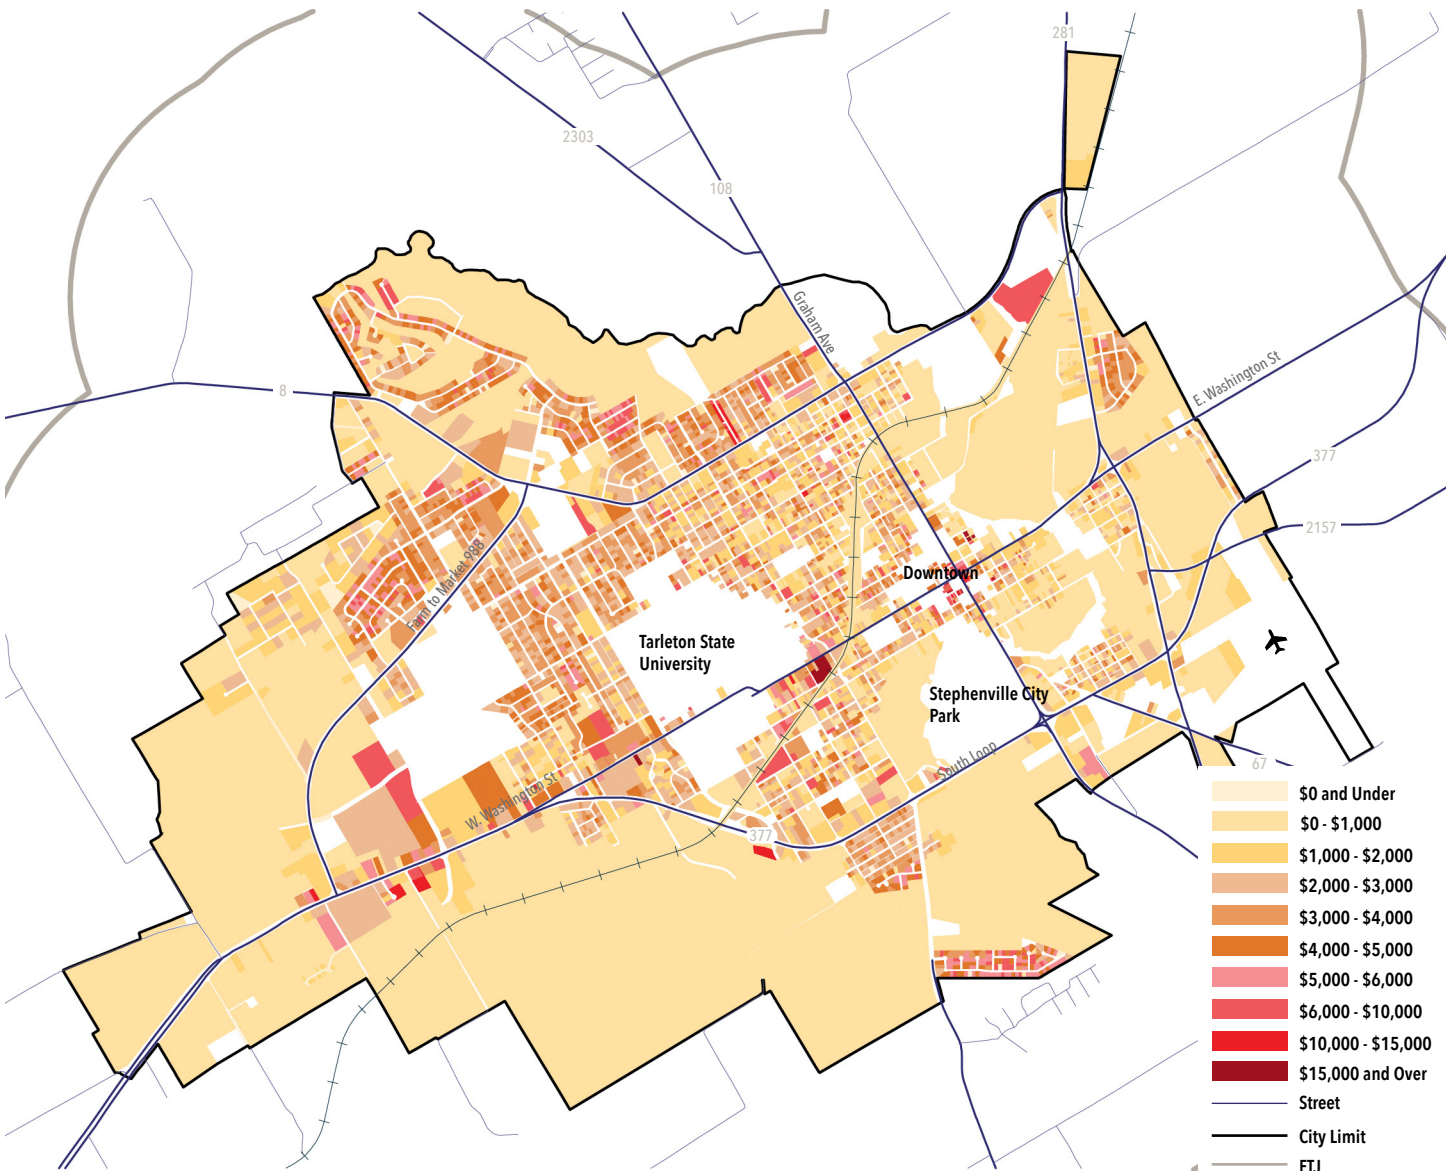 281
2303
108
Graham Ave
E. Washington St
8
377
2157
Farm to Market 988
Downtown
Tarleton State
University
Stephenville City
Park
South Loop
67
W. Washington St
377
$0 and Under
$0 - $1,000
$1,000 - $2,000
$2,000 - $3,000
$3,000 - $4,000
$4,000 - $5,000
$5,000 - $6,000
$6,000 - $10,000
$10,000 - $15,000
$15,000 and Over
Street
City Limit
ETJ